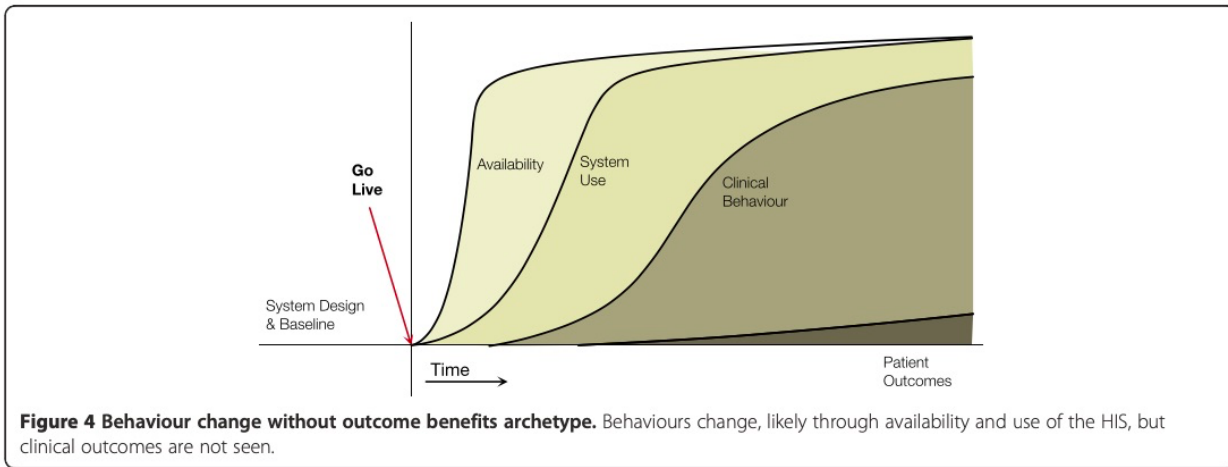 Go
Live
System Design
& Baseline
Availability
System
Use
Clinical
Behaviour
Time
Patient
Outcomes
Figure 4 Behaviour change without outcome benefits archetype. Behaviours change, likely through availability and use of the HIS, but
clinical outcomes are not seen.